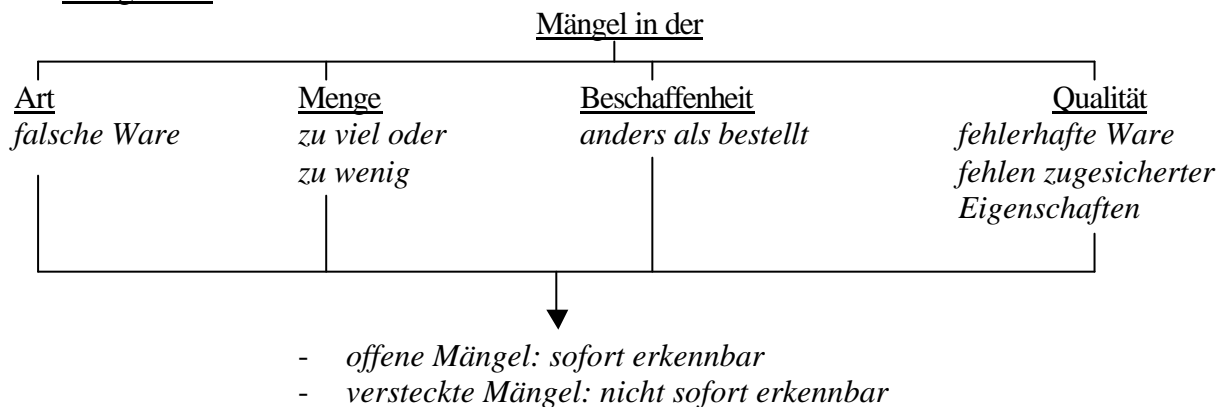 Mängel in der
Art
falsche Ware
Menge
zu viel oder
zu wenig
Beschaffenheit
anders als bestellt
Qualität
fehlerhafte Ware
fehlen zugesicherter
Eigenschaften
- offene Mängel: sofort erkennbar
- versteckte Mängel: nicht sofort erkennbar